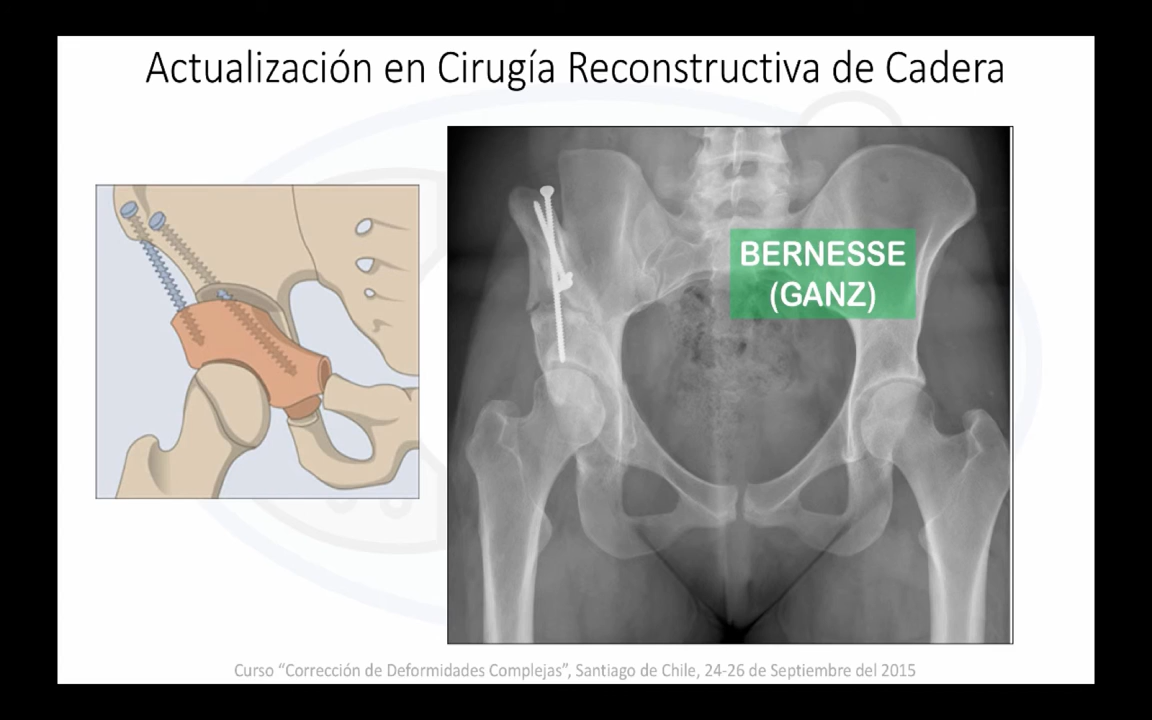 Actualización en Cirugía Reconstructiva de Cadera
BERNESSE
(GANZ)
Curso “Corrección de Deformidades Complejas”, Santiago de Chile, 24-26 de Septiembre del 2015